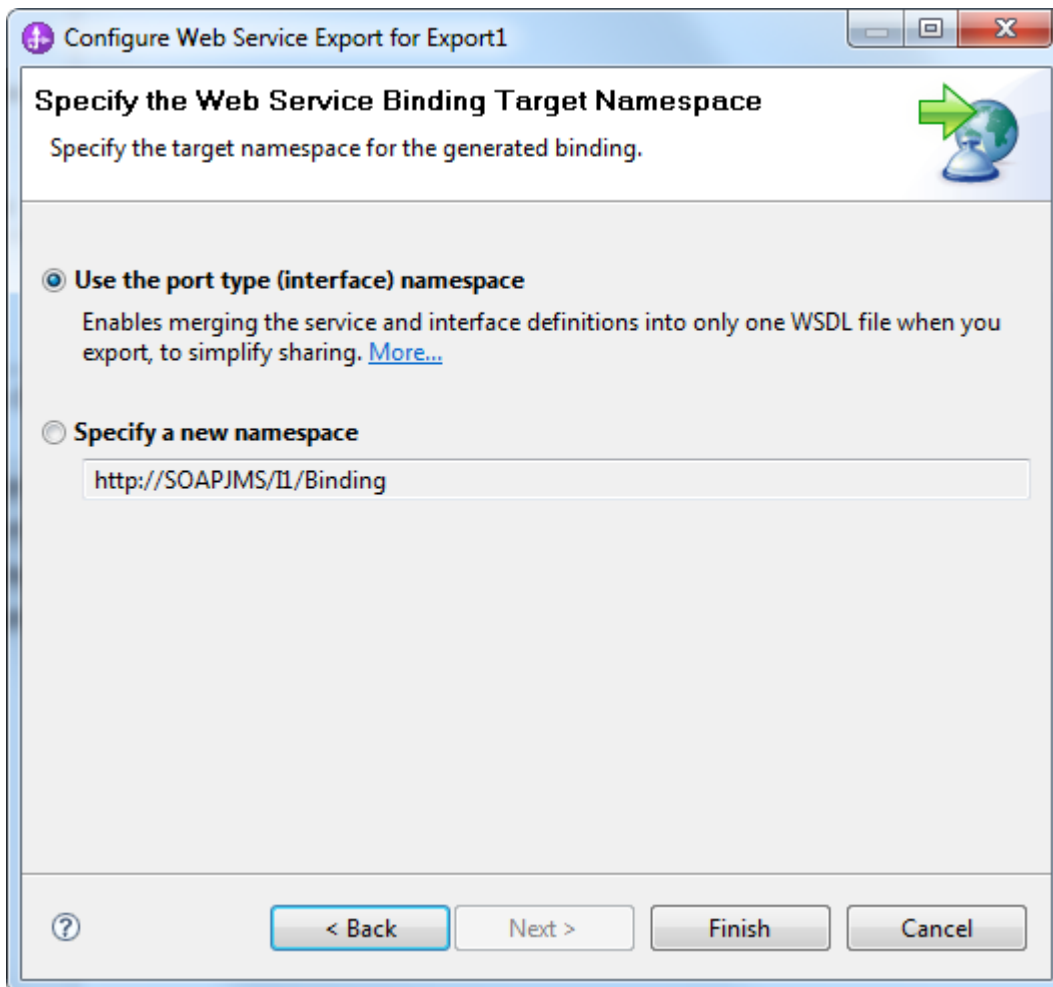 Configure Web Service Export for Export1
Specify the Web Service Binding Target Namespace
Specify the target namespace for the generated binding.
Use the port type (interface) namespace
Enables merging the service and interface definitions into only one WSDL file when you
export, to simplify sharing. More...
Specify a new namespace
http://SOAPJMS/I1/Binding
< Back
Next >
Finish
Cancel